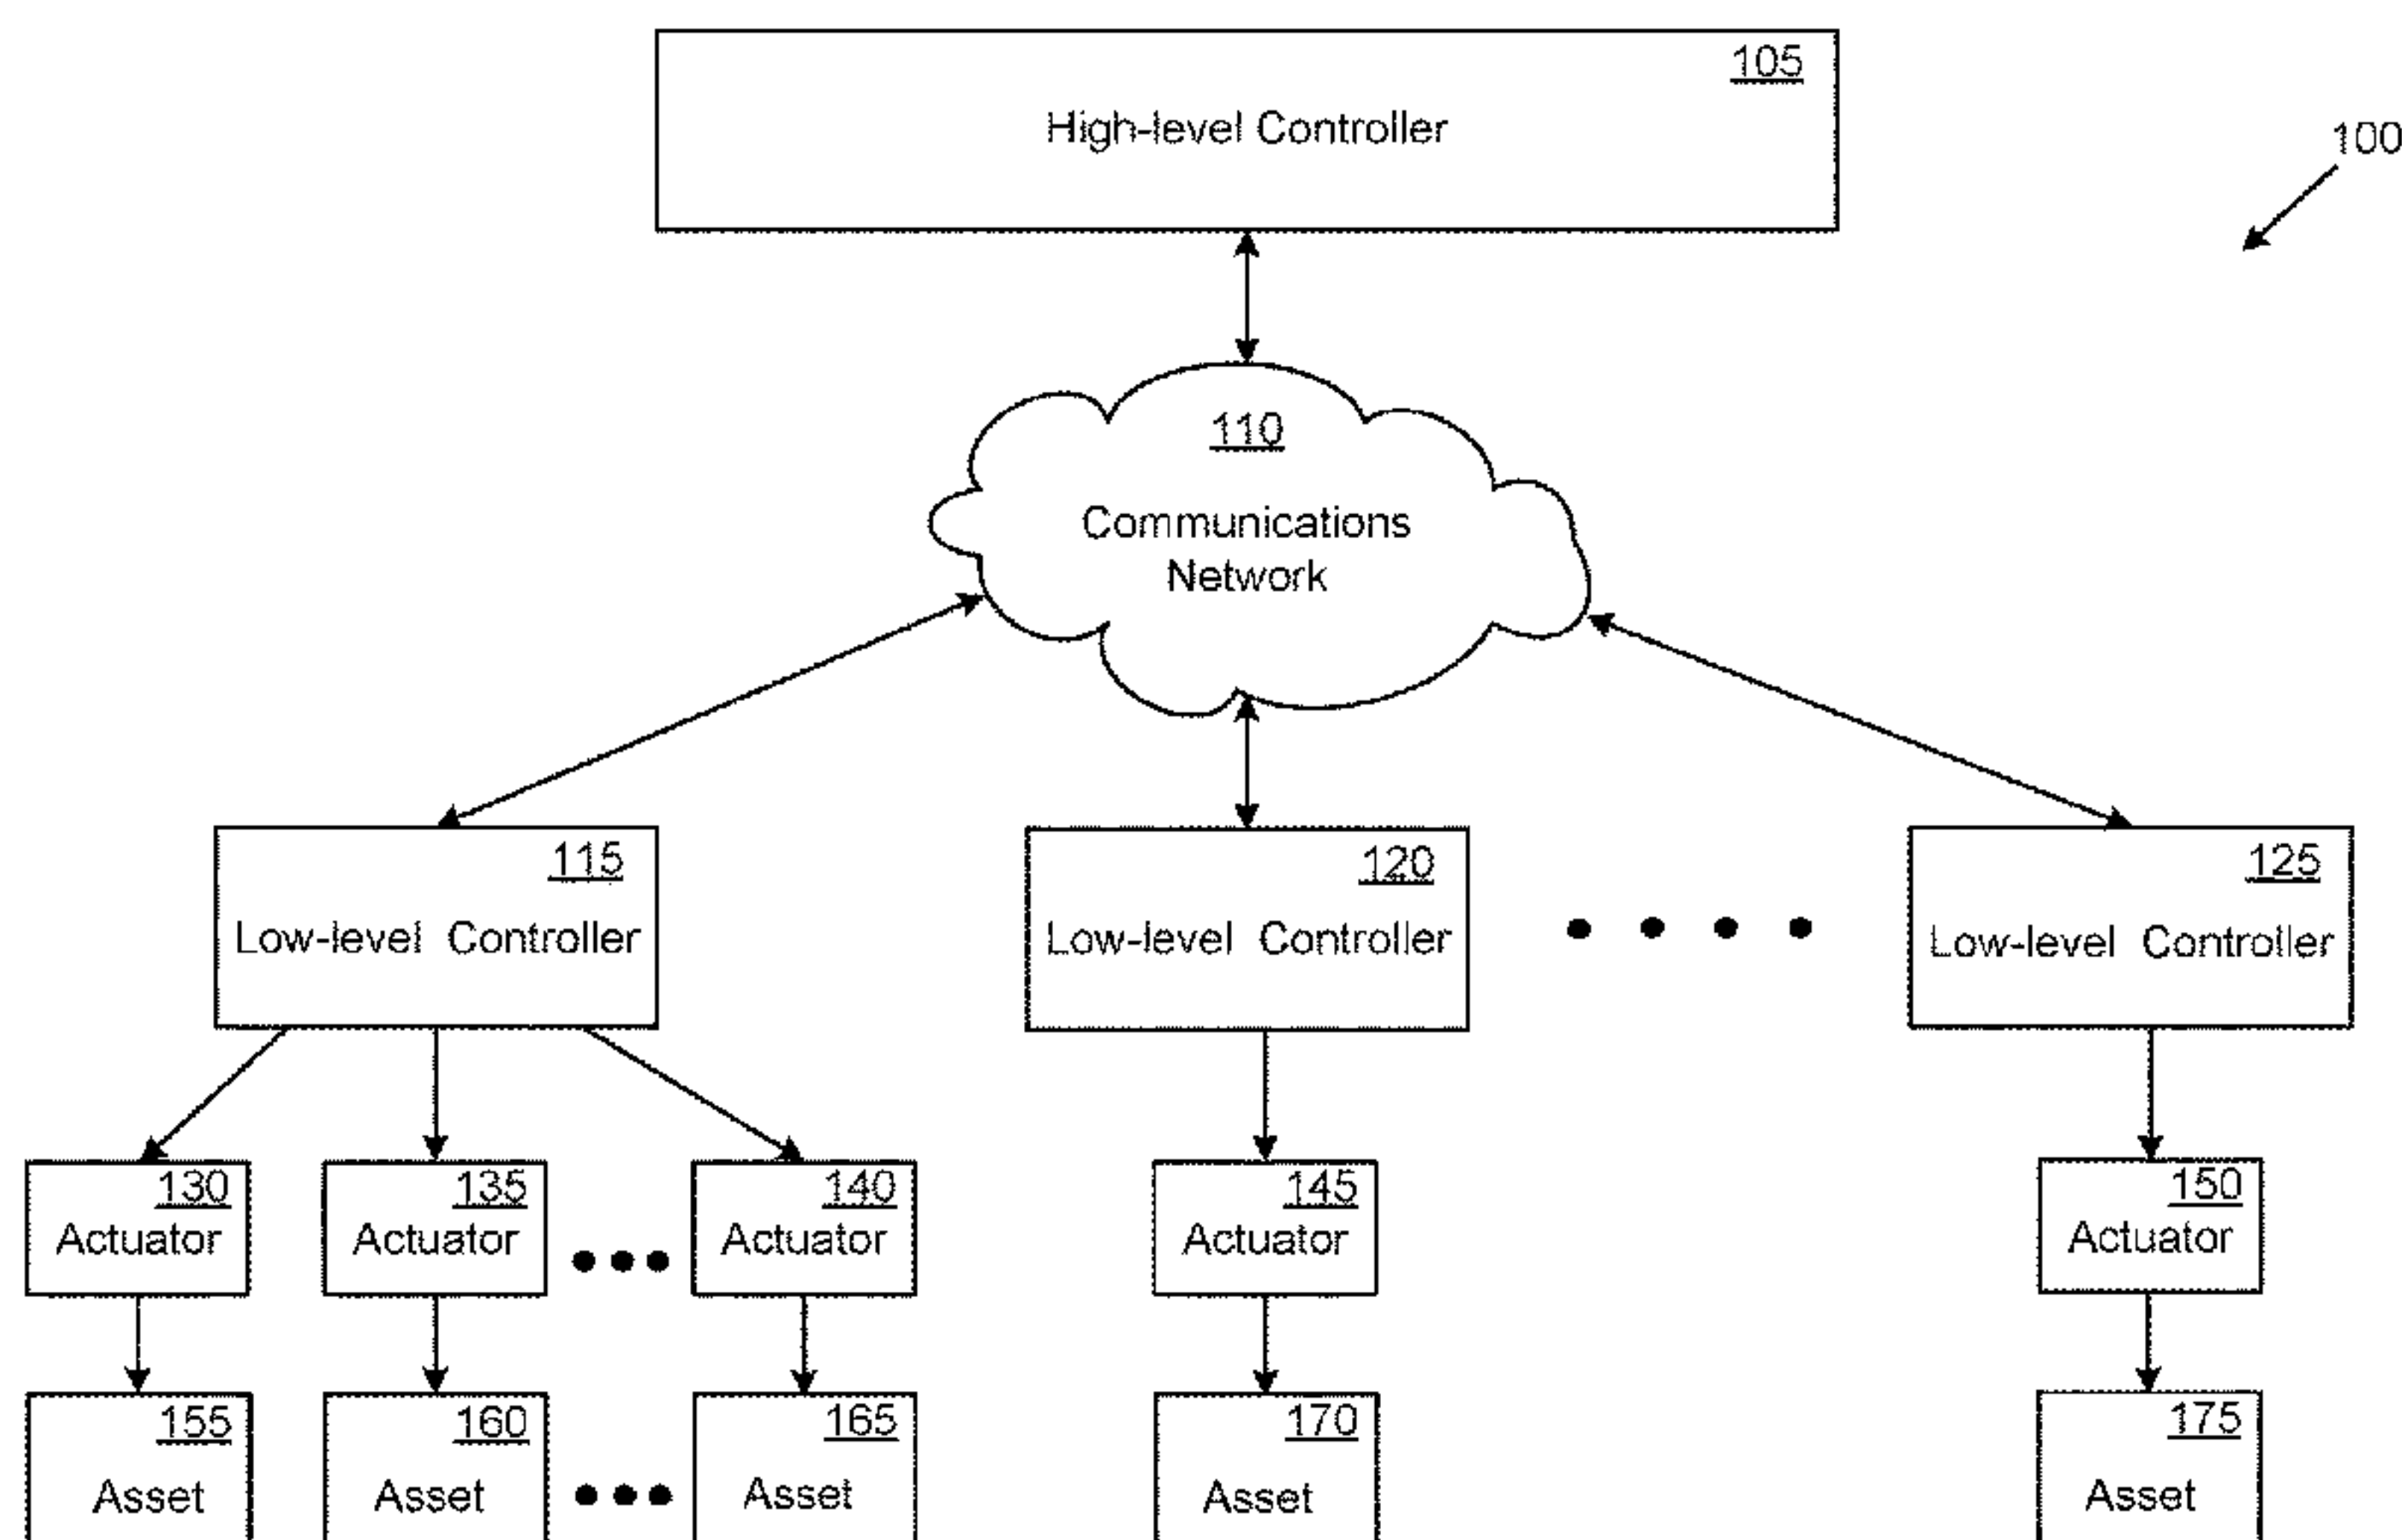 105
High-level Controller
100
110
Communications
Network
115
Low-level Controller
120
Low-level Controller
125
Low-level Controller
130
Actuator
135
Actuator
140
Actuator
145
Actuator
150
Actuator
155
Asset
160
Asset
165
Asset
170
Asset
175
Asset